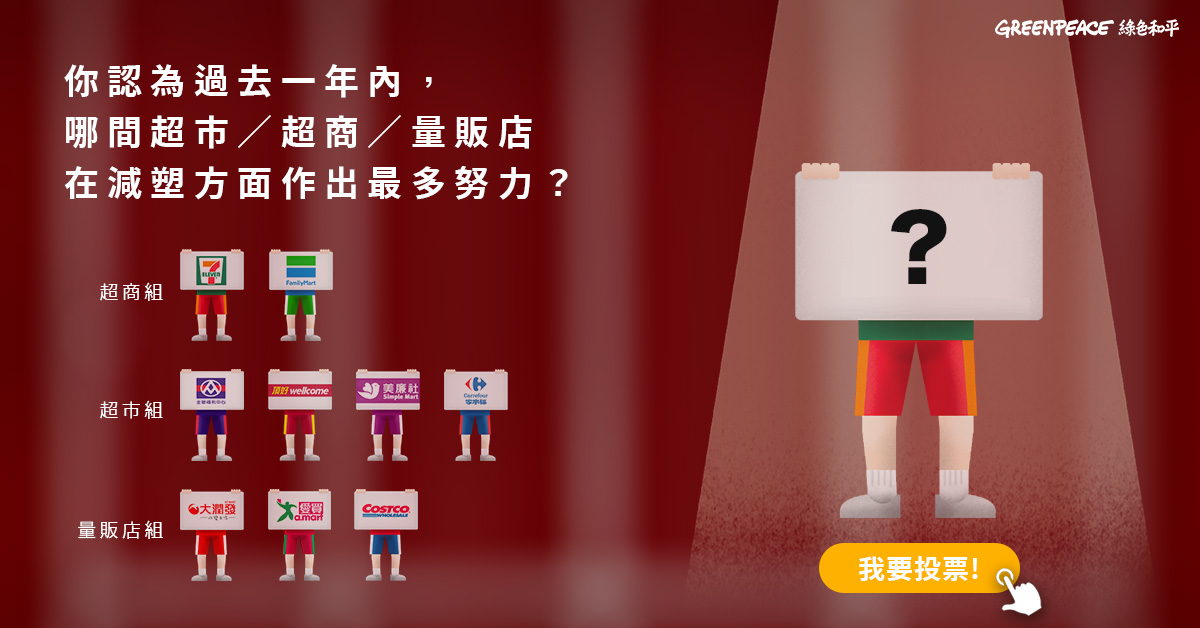 GREENPEACE 綠色和平
你認為過去一年內，
哪間超市／超商／量販店
在減塑方面作出最多努力？
?
超商組
7
ELEVEN
FamilyMart
超市組
全聯福利中心
頂好 wellcome
美廉社
Simple Mart
Carrefour
家樂福
量販店組
大潤發
愛買
a.mart
COSTCO
WHOLESALE
我要投票!